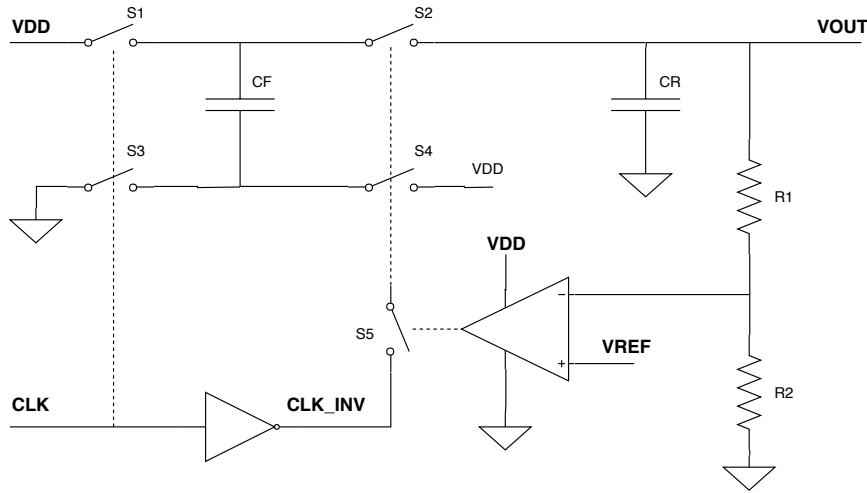 S1
S2
VDD
VOUT
CF
CR
S3
S4
VDD
R1
VDD
−
S5
VREF
+
R2
CLK
CLK_INV